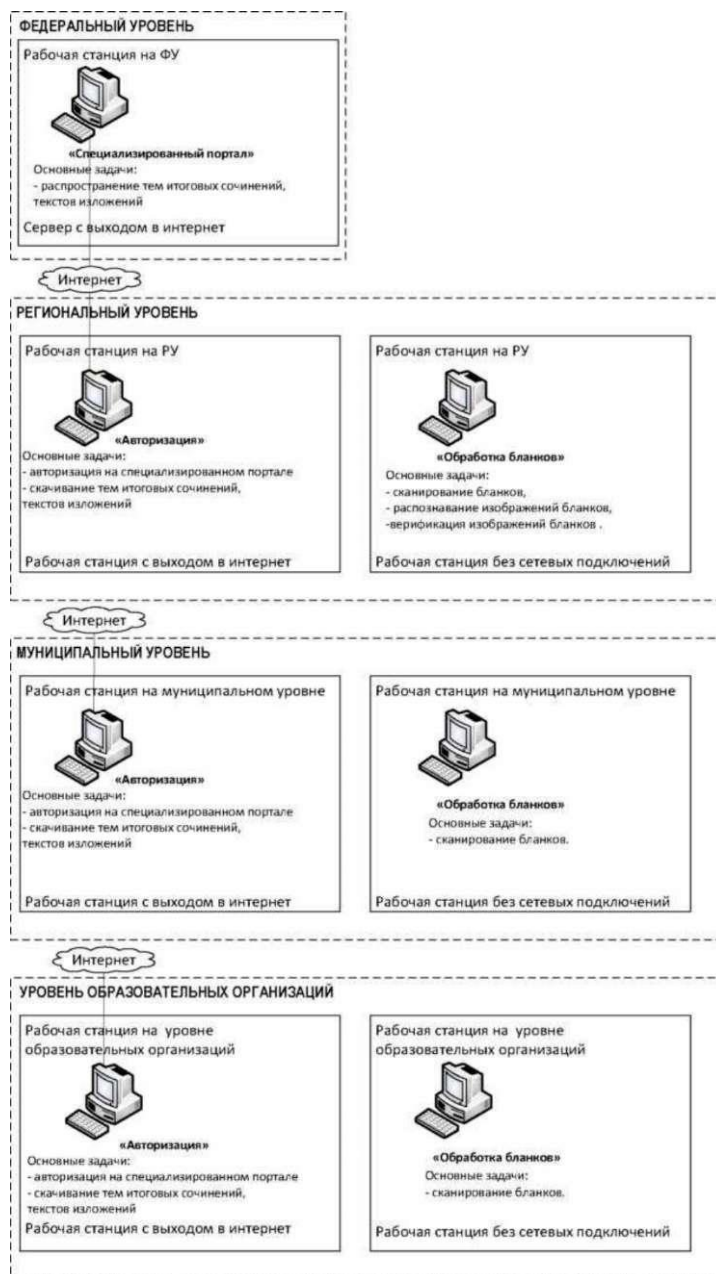 ФЕДЕРАЛЬНЫЙ УРОВЕНЬ
Рабочая станция на ФУ
«Специализированный портал»
Основные задачи:
- распространение тем итоговых сочинений,
текстов изложений
Сервер с выходом в интернет
Интернет
РЕГИОНАЛЬНЫЙ УРОВЕНЬ
Рабочая станция на РУ
«Авторизация»
Основные задачи:
- авторизация на специализированном портале
- скачивание тем итоговых сочинений,
текстов изложений
Рабочая станция с выходом в интернет
Рабочая станция на РУ
«Обработка бланков»
Основные задачи:
- сканирование бланков,
- распознавание изображений бланков,
-верификация изображений бланков .
Рабочая станция без сетевых подключений
Интернет
МУНИЦИПАЛЬНЫЙ УРОВЕНЬ
Рабочая станция на муниципальном уровне
«Авторизация»
Основные задачи:
- авторизация на специализированном портале
- скачивание тем итоговых сочинений,
текстов изложений
Рабочая станция с выходом в интернет
Рабочая станция на муниципальном уровне
«Обработка бланков»
Основные задачи:
- сканирование бланков.
Рабочая станция без сетевых подключений
Интернет
УРОВЕНЬ ОБРАЗОВАТЕЛЬНЫХ ОРГАНИЗАЦИЙ
Рабочая станция на уровне
образовательных организаций
«Авторизация»
Основные задачи:
- авторизация на специализированном портале
- скачивание тем итоговых сочинений,
текстов изложений
Рабочая станция с выходом в интернет
Рабочая станция на уровне
образовательных организаций
«Обработка бланков»
Основные задачи:
- сканирование бланков.
Рабочая станция без сетевых подключений